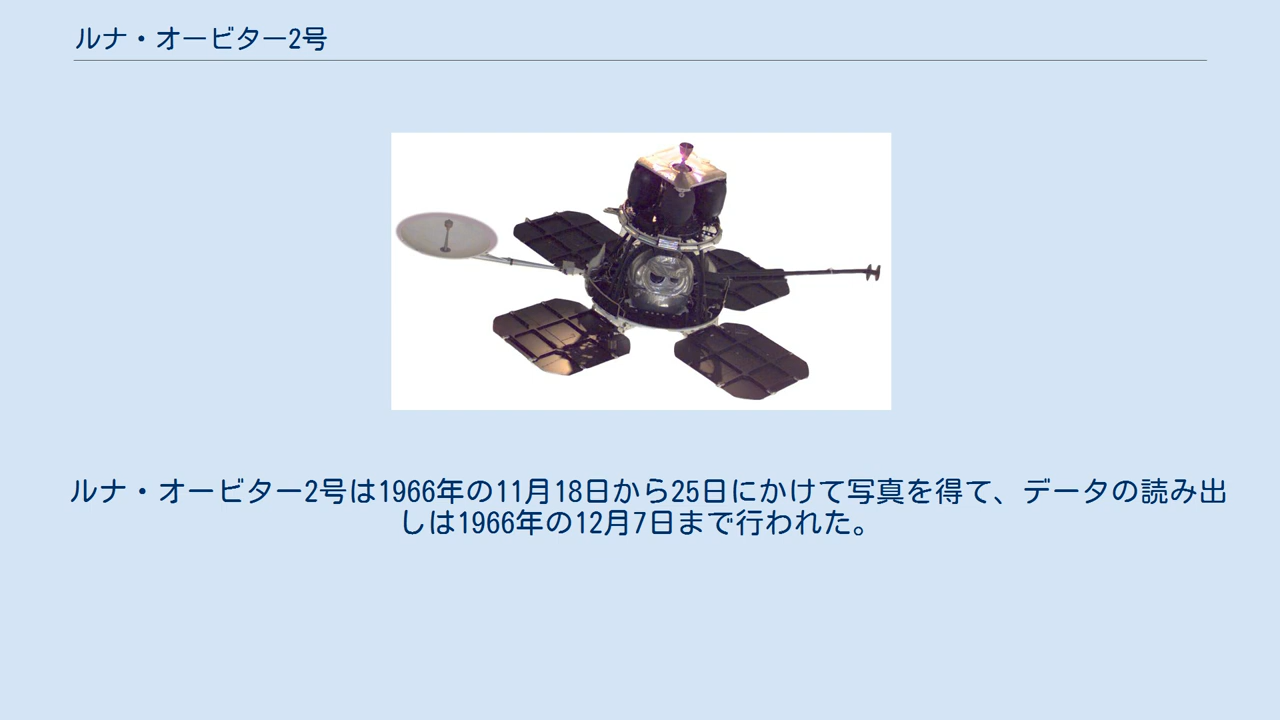 ルナ・オービター2号
ルナ・オービター2号は1966年の11月18日から25日にかけて写真を得て、データの読み出
しは1966年の12月7日まで行われた。